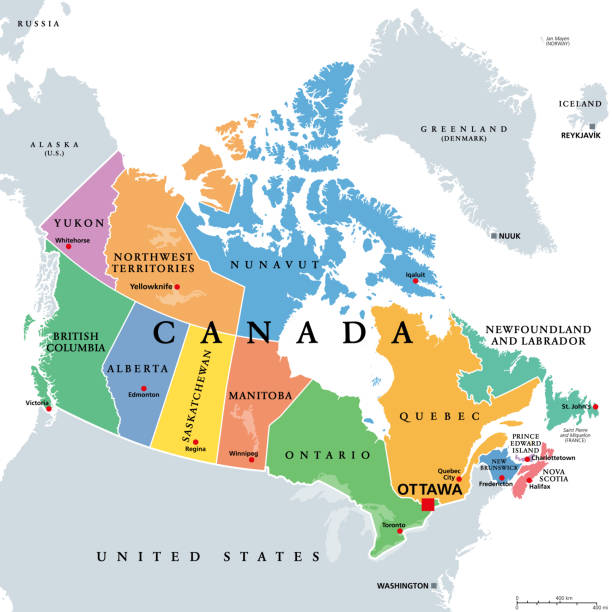 RUSSIA
Jan Mayen
(NORWAY)
ICELAND
REYKJAVÍK
GREENLAND
(DENMARK)
ALASKA
(U.S.)
NUUK
YUKON
Whitehorse
NORTHWEST
TERRITORIES
Yellowknife
NUNAVUT
Iqaluit
CANADA
BRITISH
COLUMBIA
Victoria
ALBERTA
Edmonton
SASKATCHEWAN
Regina
MANITOBA
Winnipeg
ONTARIO
Toronto
QUEBEC
Quebec
City
OTTAWA
NEWFOUNDLAND
AND LABRADOR
St. John's
Saint Pierre
and Miquelon
(FRANCE)
PRINCE
EDWARD
ISLAND
Charlottetown
NEW
BRUNSWICK
Fredericton
NOVA
SCOTIA
Halifax
UNITED STATES
WASHINGTON
0 400 km
0 400 mi